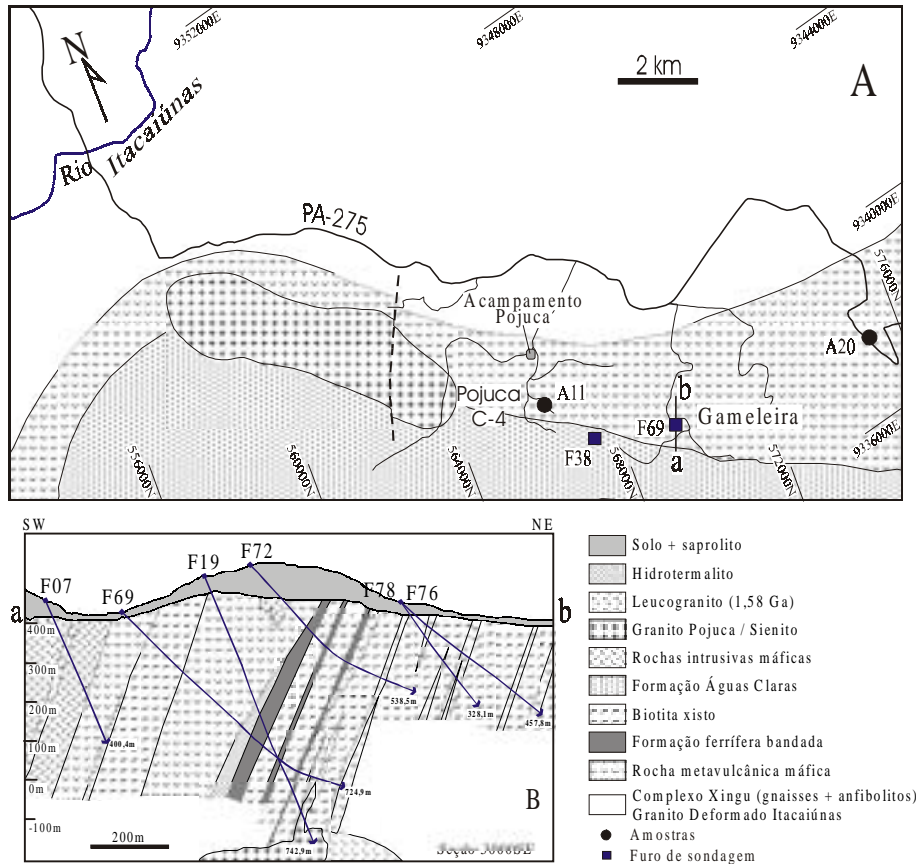 9352000E
9348000E
9344000E
N
2 km
A
Rio Itacaiúnas
PA-275
9340000E
576000N
Acampamento
Pojuca
A20
Pojuca
C-4
A11
b
F69
Gameleira
F38
a
9336000E
556000N
560000N
564000N
568000N
572000N
SW
NE
F07
F69
F19
F72
F78
F76
a
b
400m
300m
200m
100m
0m
-100m
400,4m
538,5m
328,1m
457,8m
724,9m
742,9m
200m
B
Solo + saprolito
Hidrotermalito
Leucogranito (1,58 Ga)
Granito Pojuca / Sienito
Rochas intrusivas máficas
Formação Águas Claras
Biotita xisto
Formação ferrífera bandada
Rocha metavulcânica máfica
Complexo Xingu (gnaisses + anfibolitos)
Granito Deformado Itacaiúnas
Amostras
Furo de sondagem